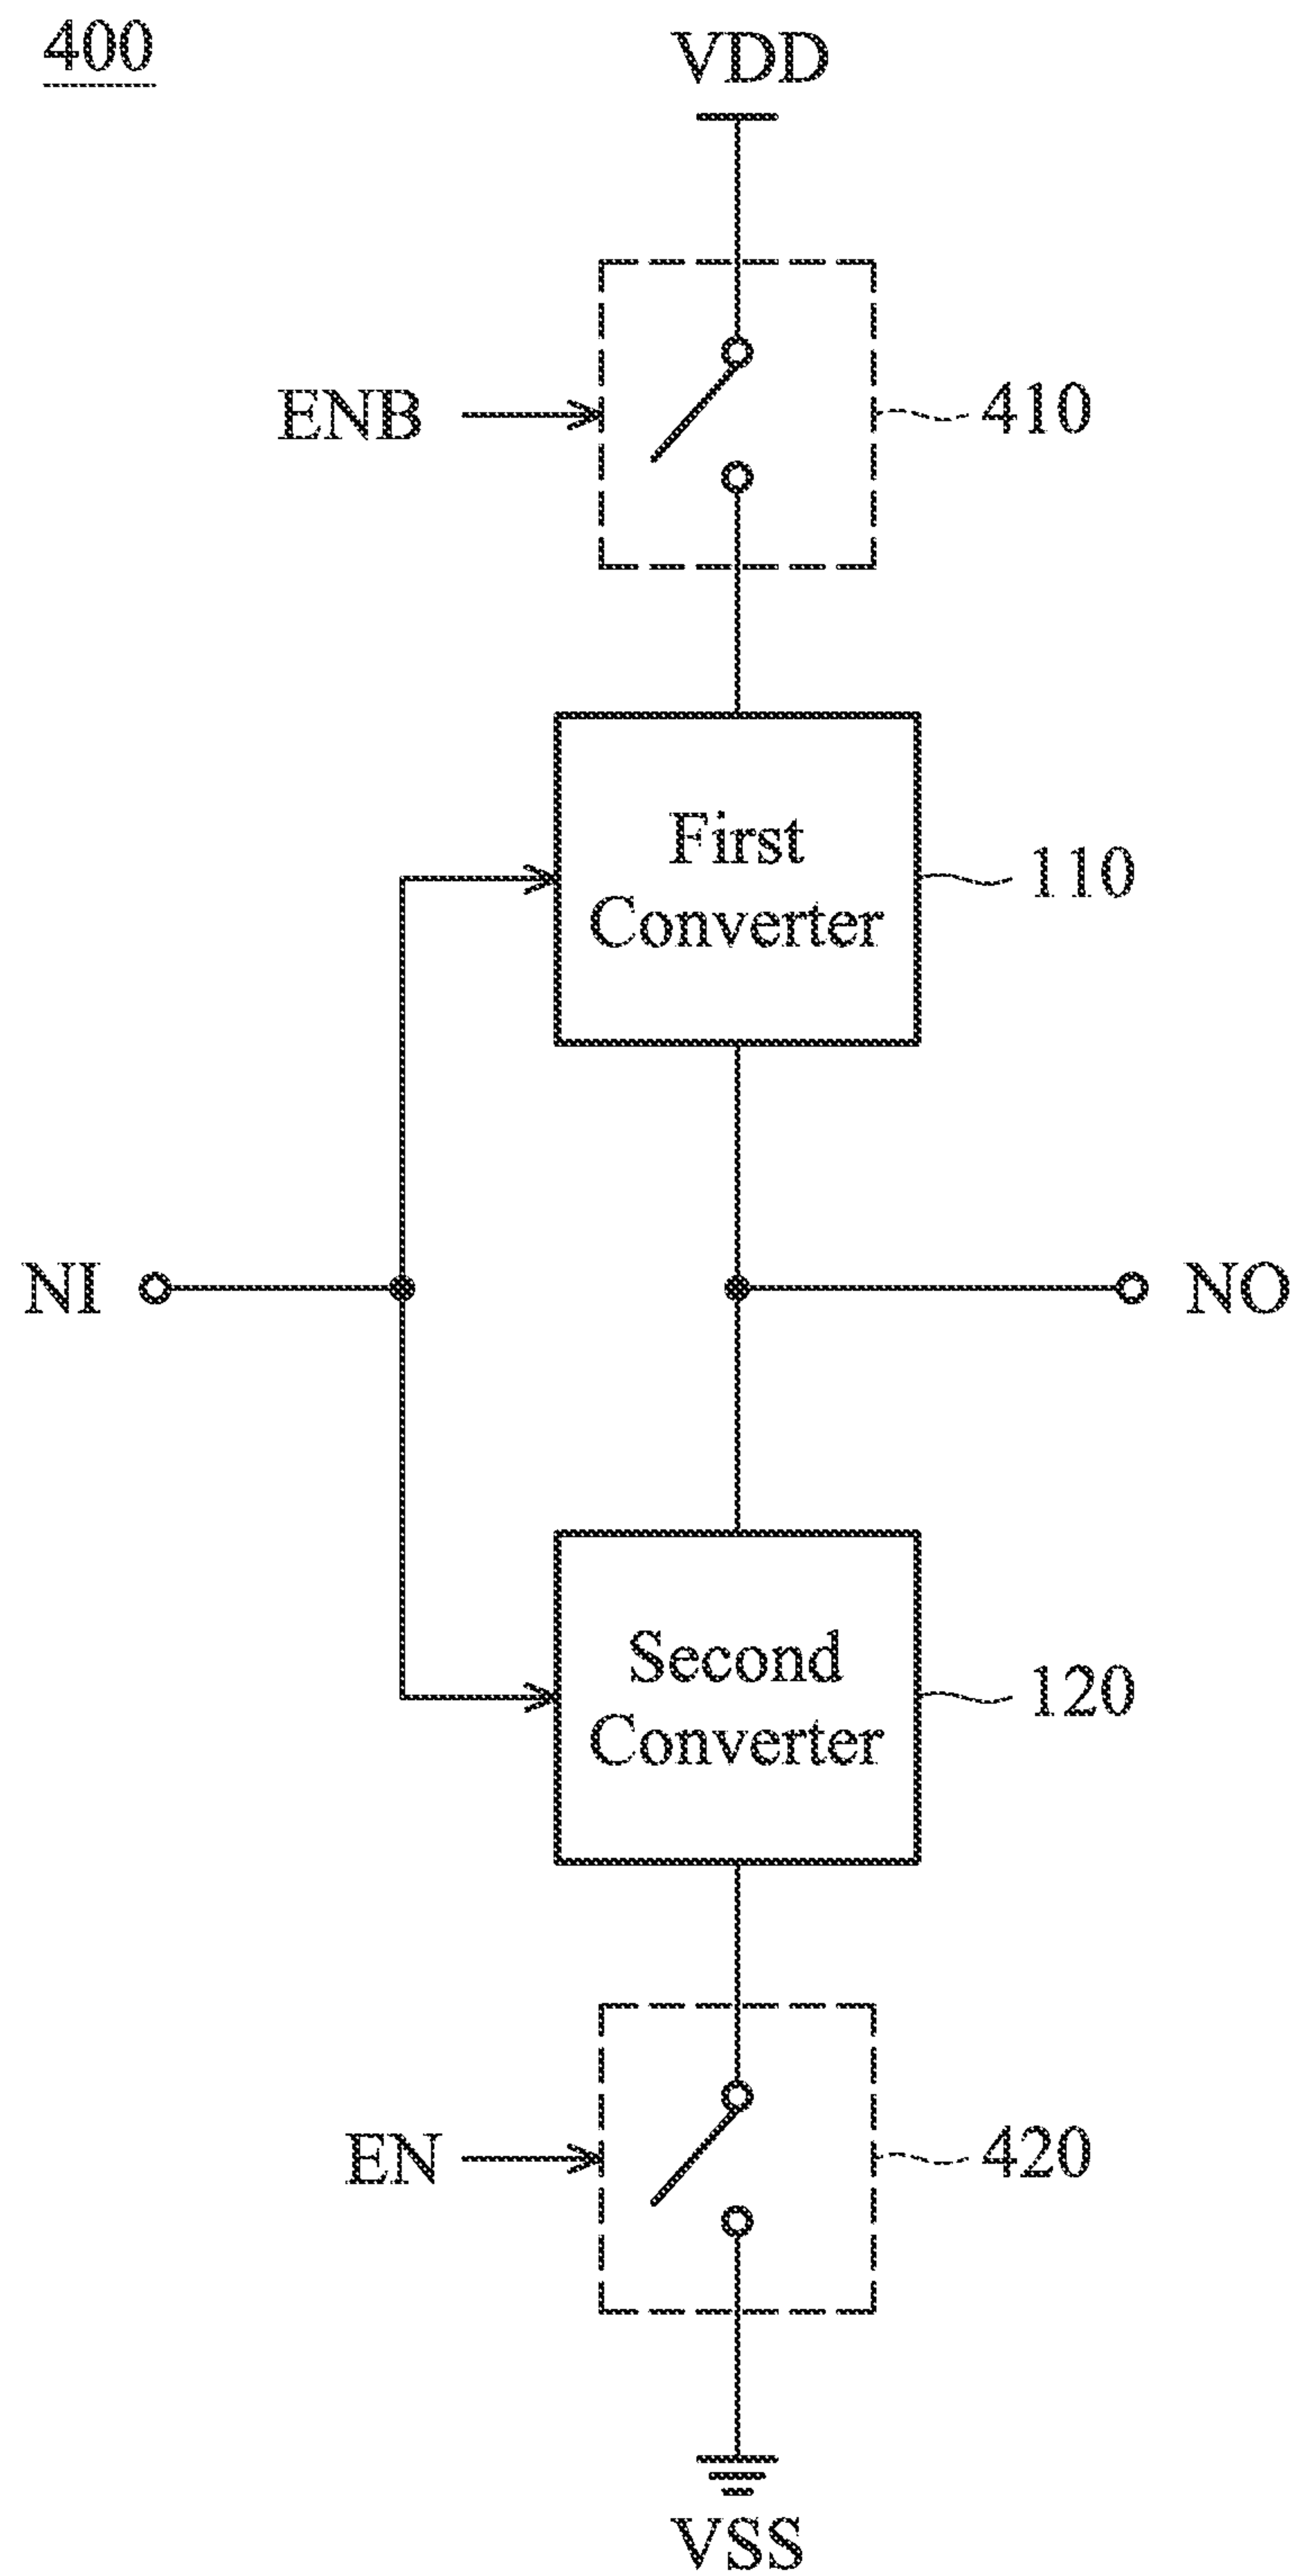 400
VDD
ENB
410
First
Converter
110
NI
NO
Second
Converter
120
EN
420
VSS